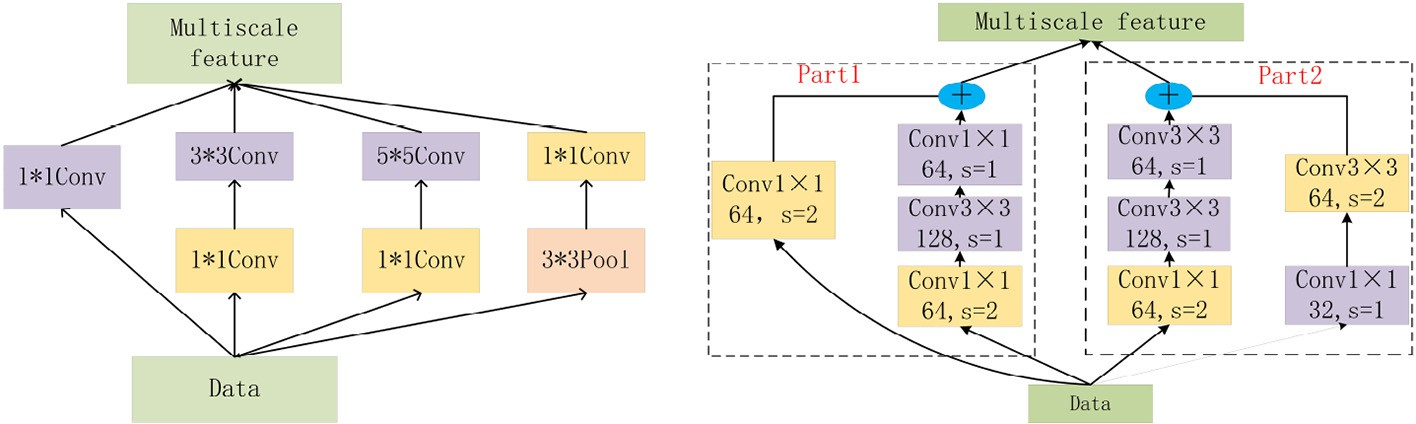 Multiscale
feature
1*1Conv
3*3Conv
5*5Conv
1*1Conv
1*1Conv
1*1Conv
3*3Pool
Data
Multiscale feature
Part1
Part2
+
+
Conv1×1
64, s=2
Conv1×1
64,s=1
Conv3×3
128,s=1
Conv1×1
64,s=2
Conv3×3
64,s=1
Conv3×3
128,s=1
Conv1×1
64,s=2
Conv3×3
64,s=2
Conv1×1
32,s=1
Data